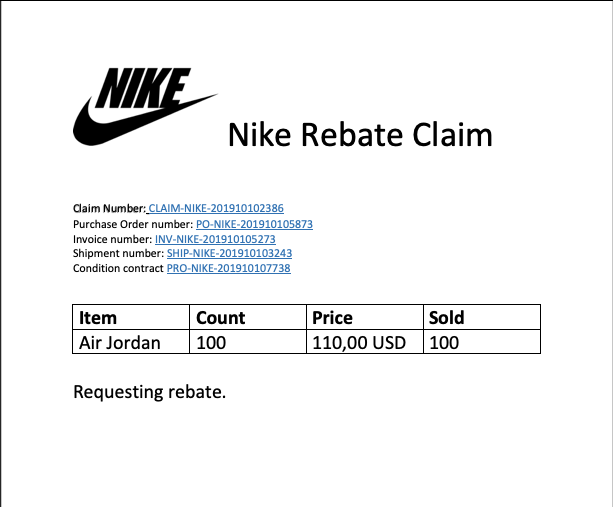 NIKE
Nike Rebate Claim
Claim Number: CLAIM-NIKE-201910102386
Purchase Order number: PO-NIKE-201910105873
Invoice number: INV-NIKE-201910105273
Shipment number: SHIP-NIKE-201910103243
Condition contract PRO-NIKE-201910107738
Item Count Price Sold
Air Jordan 100 110,00 USD 100
Requesting rebate.